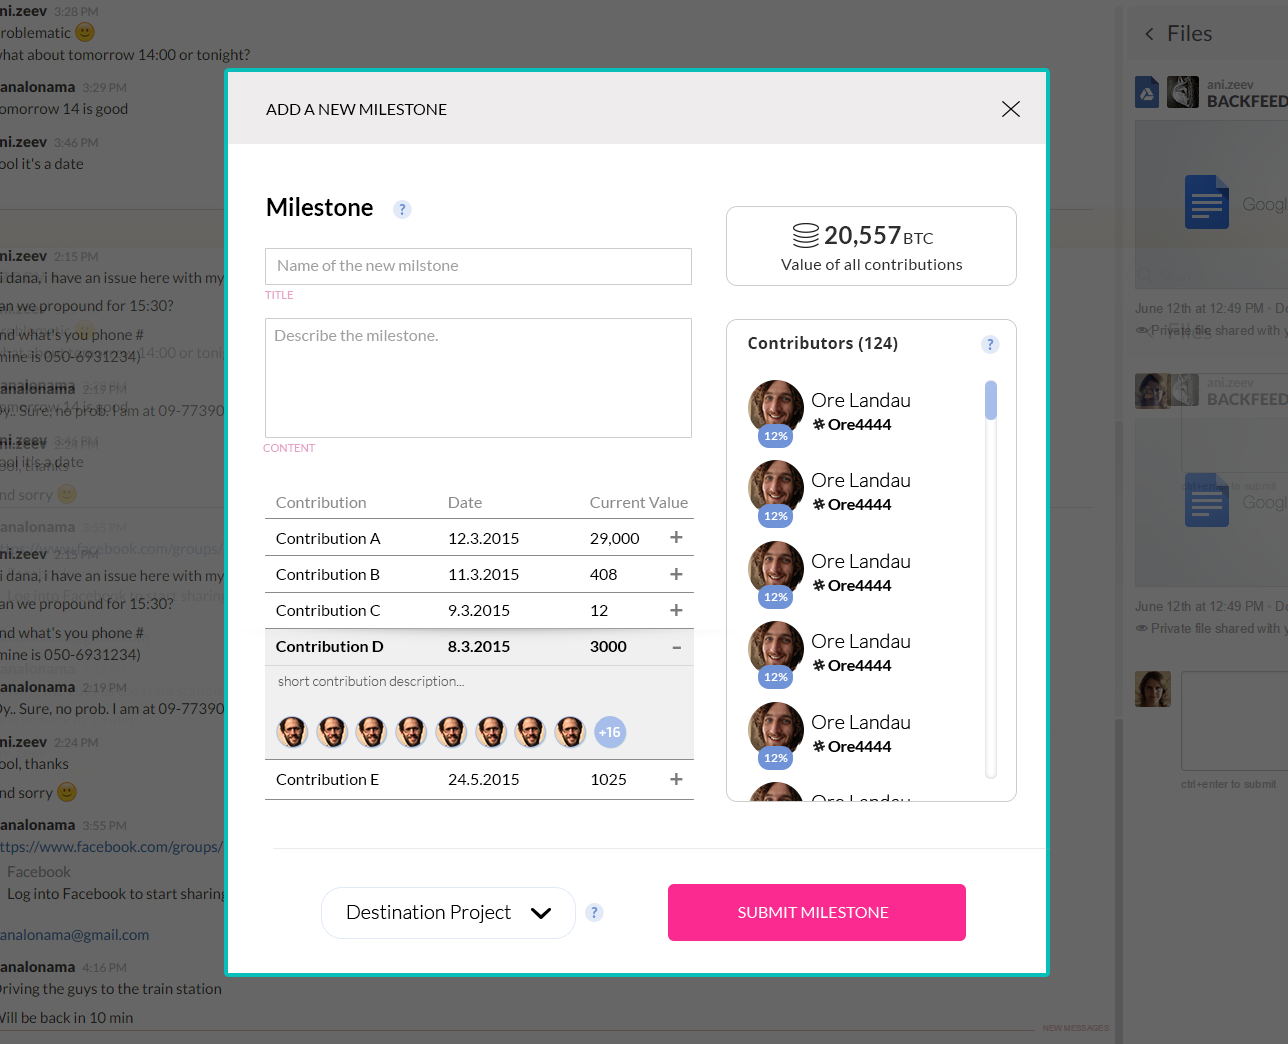 ADD A NEW MILESTONE
Milestone ?
Name of the new milstone
TITLE
Describe the milestone.
CONTENT
Contribution Date Current Value
Contribution A 12.3.2015 29,000 +
Contribution B 11.3.2015 408 +
Contribution C 9.3.2015 12 +
Contribution D 8.3.2015 3000 -
short contribution description...
+16
Contribution E 24.5.2015 1025 +
20,557 BTC
Value of all contributions
Contributors (124) ?
Ore Landau
Ore4444
12%
Ore Landau
Ore4444
12%
Ore Landau
Ore4444
12%
Ore Landau
Ore4444
12%
Ore Landau
Ore4444
12%
Ore Landau
Destination Project ?
SUBMIT MILESTONE
ni.zeev 3:28 PM
roblematic
hat about tomorrow 14:00 or tonight?
analonama 3:29 PM
omorrow 14 is good
ni.zeev 3:46 PM
ool it's a date
ni.zeev 2:15 PM
i dana, i have an issue here with my
an we propound for 15:30?
nd what's you phone #
mine is 050-6931234)
analonama 2:19 PM
y.. Sure, no prob. I am at 09-77390
ni.zeev 2:24 PM
ool, thanks
nd sorry
analonama 3:55 PM
ni.zeev 2:15 PM
i dana, i have an issue here with my
an we propound for 15:30?
nd what's you phone #
mine is 050-6931234)
analonama 2:19 PM
y.. Sure, no prob. I am at 09-77390
ni.zeev 2:24 PM
ool, thanks
nd sorry
analonama 3:55 PM
ttps://www.facebook.com/groups/
Facebook
Log into Facebook to start sharing
analonama@gmail.com
analonama 4:16 PM
riving the guys to the train station
ill be back in 10 min
NEW MESSAGES
Files
ani.zeev
BACKFEED
Googl
June 12th at 12:49 PM · Do
Private file shared with y
ani.zeev
BACKFEED
ctrl+enter to submit
Googl
June 12th at 12:49 PM · Do
Private file shared with y
ctrl+enter to submit